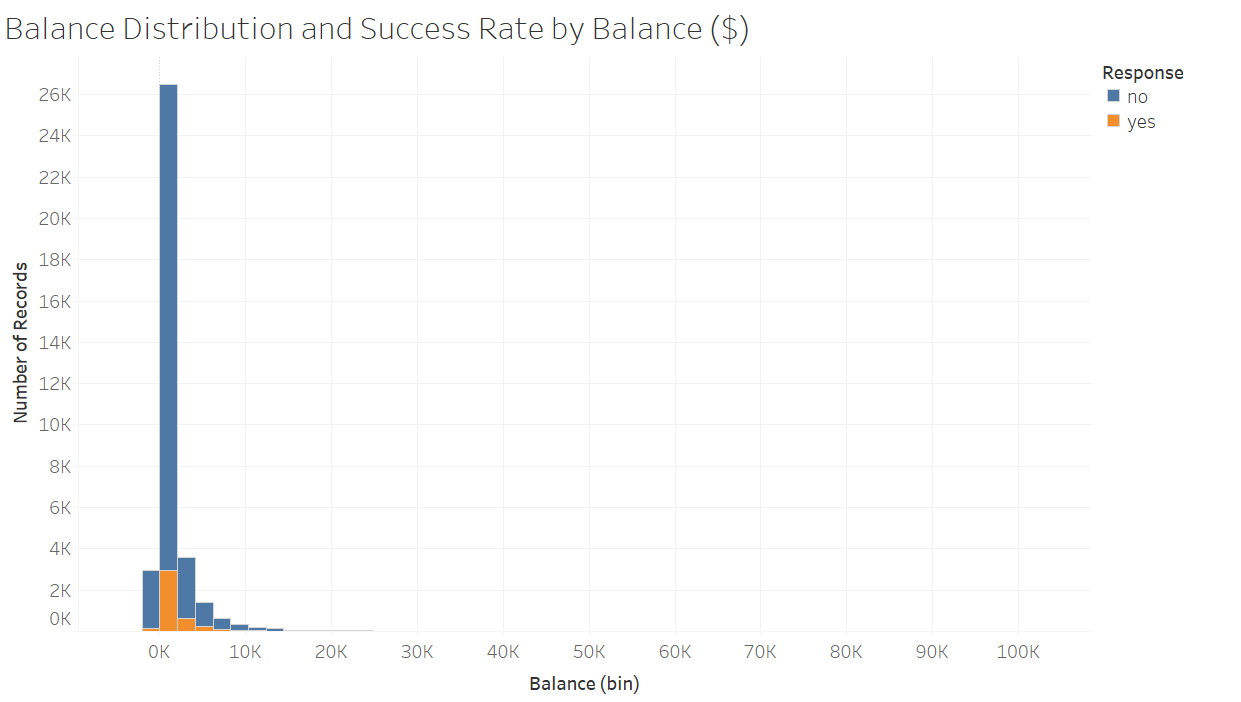 Balance Distribution and Success Rate by Balance ($)
Response
no
yes
Number of Records
26K
24K
22K
20K
18K
16K
14K
12K
10K
8K
6K
4K
2K
0K
0K 10K 20K 30K 40K 50K 60K 70K 80K 90K 100K
Balance (bin)